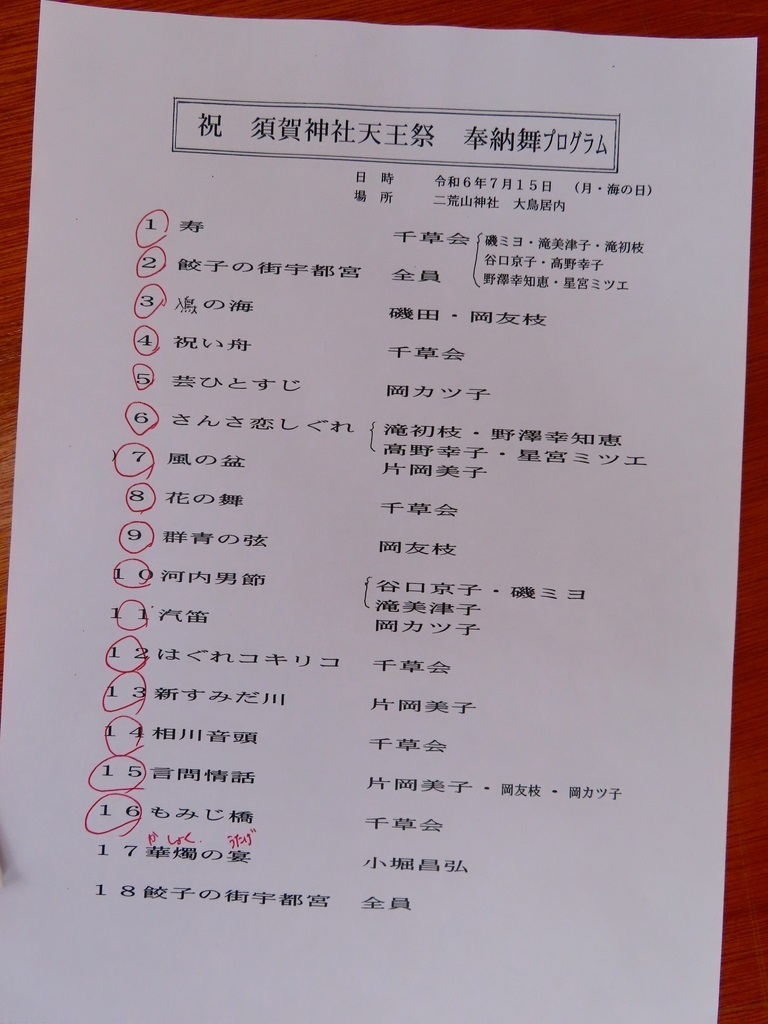 祝　須賀神社天王祭　奉納舞プログラム
日　時　令和６年７月１５日　（月・海の日）
場　所　二荒山神社　大鳥居内
１　寿　千草会　磯ミヨ・滝美津子・滝初枝
谷口京子・高野幸子
野澤幸知恵・星宮ミツエ
２　餃子の街宇都宮　全員
３　の海　磯田・岡友枝
４　祝い舟　千草会
５　芸ひとすじ　岡カツ子
６　さんさ恋しぐれ　滝初枝・野澤幸知恵
高野幸子・星宮ミツエ
７　風の盆　片岡美子
８　花の舞　千草会
９　群青の弦　岡友枝
１０　河内男節　谷口京子・磯ミヨ
滝美津子
１１　汽笛　岡カツ子
１２　はぐれコキリコ　千草会
１３　新すみだ川　片岡美子
１４　相川音頭　千草会
１５　言問情話　片岡美子・岡友枝・岡カツ子
１６　もみじ橋　千草会
か　しょく　うたげ
１７　華燭の宴　小堀昌弘
１８　餃子の街宇都宮　全員